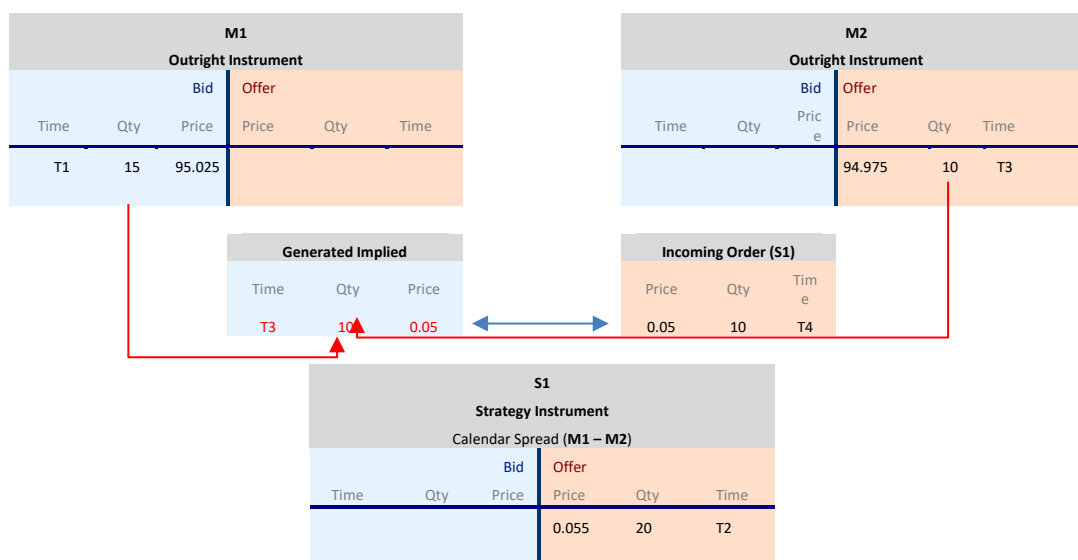 M1
Outright Instrument
Bid Offer
Time Qty Price Price Qty Time
T1 15 95.025
M2
Outright Instrument
Bid Offer
Time Qty Pric
e Price Qty Time
94.975 10 T3
Generated Implied
Time Qty Price
T3 10 0.05
Incoming Order (S1)
Price Qty Tim
e
0.05 10 T4
S1
Strategy Instrument
Calendar Spread (M1 – M2)
Bid Offer
Time Qty Price Price Qty Time
0.055 20 T2